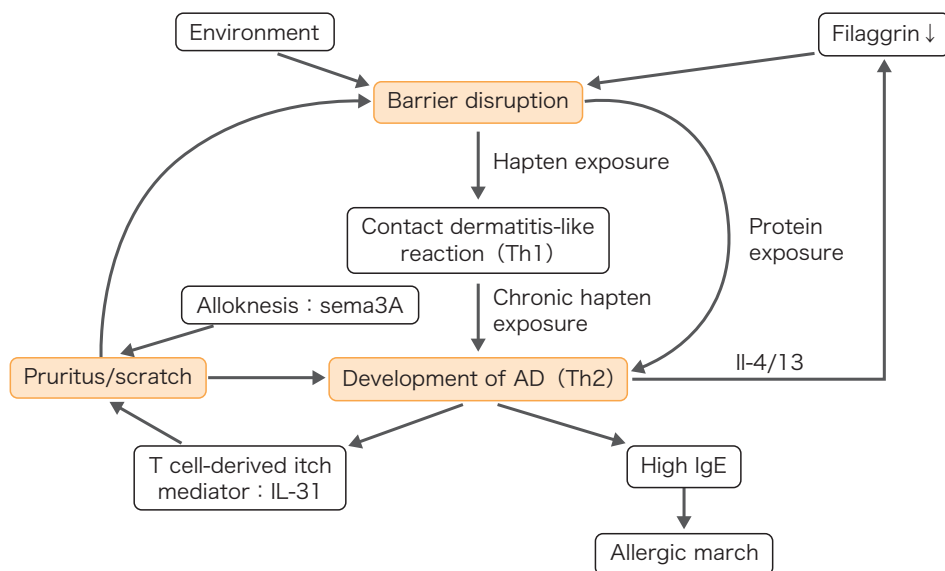 Environment
Filaggrin↓
Barrier disruption
Hapten exposure
Contact dermatitis-like
reaction（Th1）
Protein
exposure
Alloknesis：sema3A
Chronic hapten
exposure
Pruritus/scratch
Development of AD（Th2）
Il-4/13
T cell-derived itch
mediator：IL-31
High IgE
Allergic march